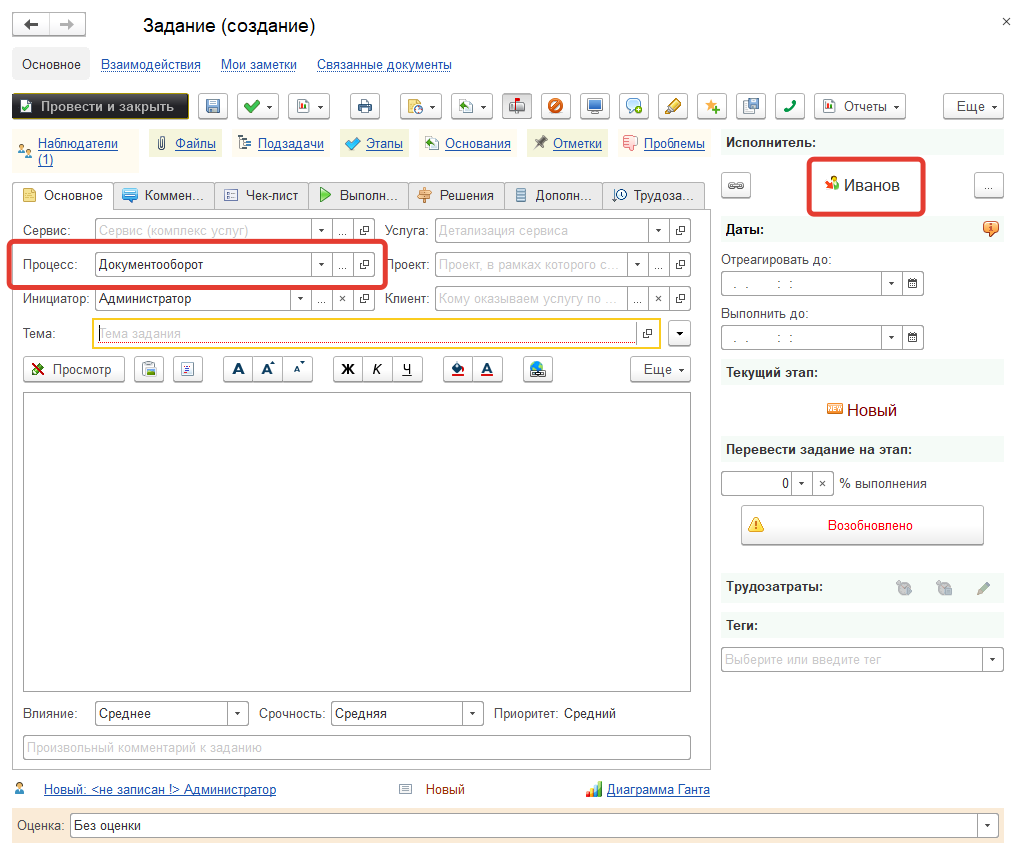 Задание (создание)
Основное Взаимодействия Мои заметки Связанные документы
Провести и закрыть Отчеты Еще
Наблюдатели (1) Файлы Подзадачи Этапы Основания Отметки Проблемы
Основное Коммен... Чек-лист Выполн... Решения Дополн... Трудоза...
Сервис: Сервис (комплекс услуг) ... Услуга: Детализация сервиса
Процесс: Документооборот ... Проект: Проект, в рамках которого с... ...
Инициатор: Администратор ... × Клиент: Кому оказываем услугу по ... ... ×
Тема: Тема задания
Просмотр A A A Ж К Ч A Еще
Влияние: Среднее Срочность: Средняя Приоритет: Средний
Произвольный комментарий к заданию
Исполнитель:
Иванов ...
Даты:
Отреагировать до:
. . : :
Выполнить до:
. . : :
Текущий этап:
NEW Новый
Перевести задание на этап:
0 × % выполнения
Возобновлено
Трудозатраты:
Теги:
Выберите или введите тег
Новый: <не записан !> Администратор Новый Диаграмма Ганта
Оценка: Без оценки